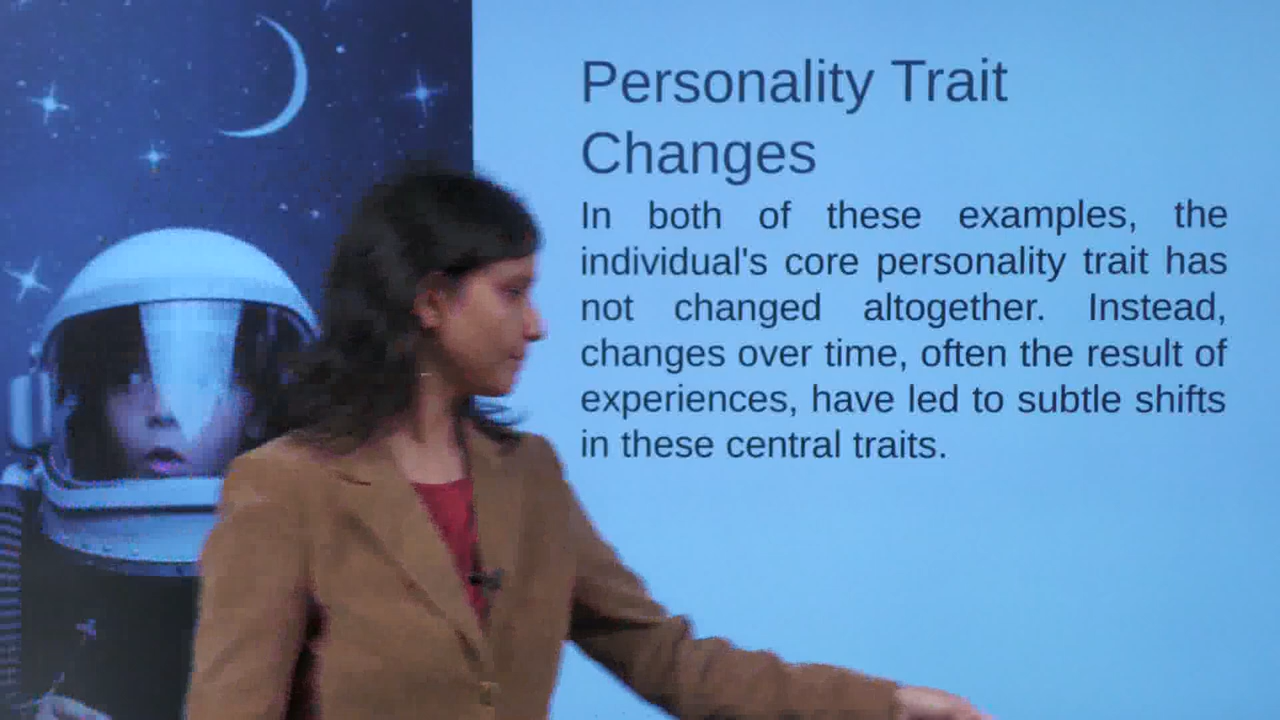 Personality Trait
Changes
In both of these examples, the
individual's core personality trait has
not changed altogether. Instead,
changes over time, often the result of
experiences, have led to subtle shifts
in these central traits.